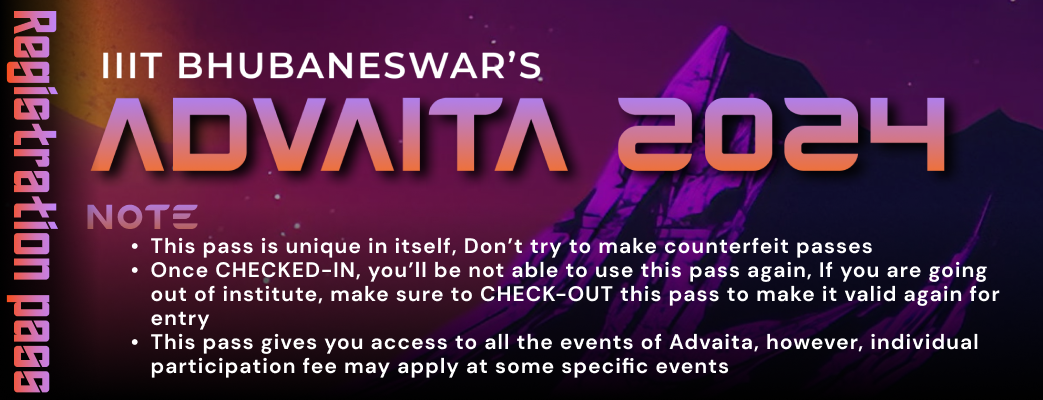 Registration pass
IIIT BHUBANESWAR’S
ADVAITA 2024
NOTE
• This pass is unique in itself, Don’t try to make counterfeit passes
• Once CHECKED-IN, you’ll be not able to use this pass again, If you are going
out of institute, make sure to CHECK-OUT this pass to make it valid again for
entry
• This pass gives you access to all the events of Advaita, however, individual
participation fee may apply at some specific events